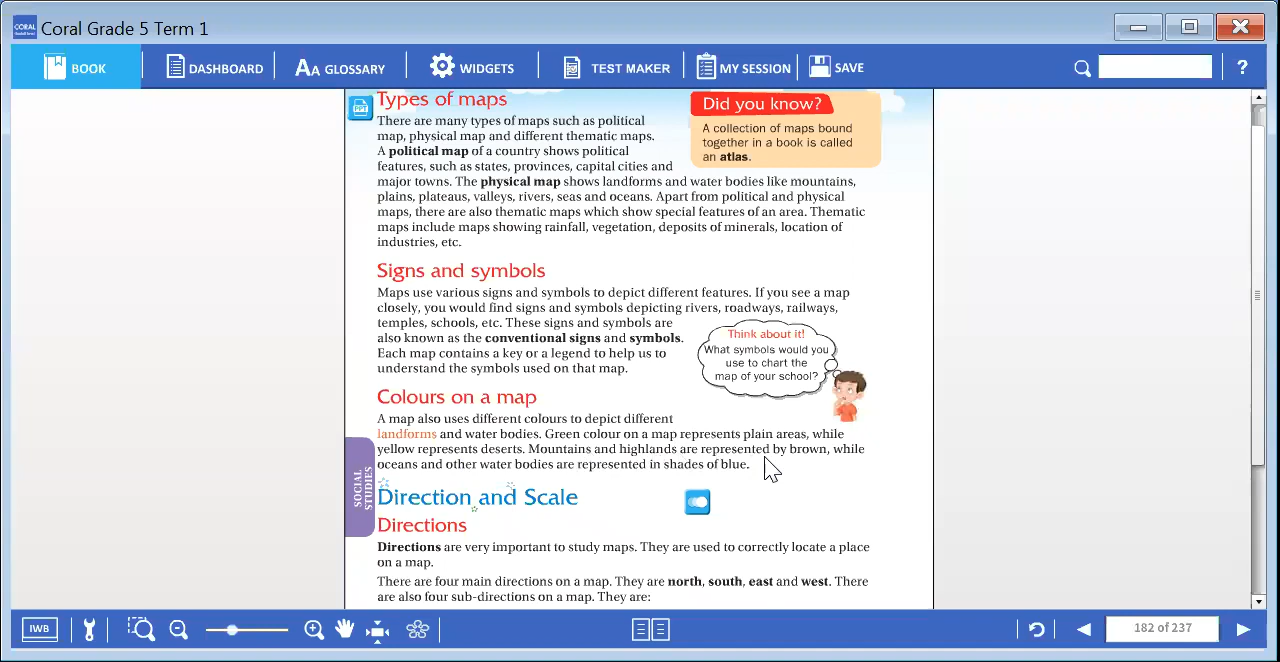 CORAL
Coral Grade 5 Term 1
BOOK
DASHBOARD
AA GLOSSARY
WIDGETS
TEST MAKER
MY SESSION
SAVE
?
PPT
Types of maps
There are many types of maps such as political
map, physical map and different thematic maps.
A political map of a country shows political
features, such as states, provinces, capital cities and
major towns. The physical map shows landforms and water bodies like mountains,
plains, plateaus, valleys, rivers, seas and oceans. Apart from political and physical
maps, there are also thematic maps which show special features of an area. Thematic
maps include maps showing rainfall, vegetation, deposits of minerals, location of
industries, etc.
Did you know?
A collection of maps bound
together in a book is called
an atlas.
Signs and symbols
Maps use various signs and symbols to depict different features. If you see a map
closely, you would find signs and symbols depicting rivers, roadways, railways,
temples, schools, etc. These signs and symbols are
also known as the conventional signs and symbols.
Each map contains a key or a legend to help us to
understand the symbols used on that map.
Think about it!
What symbols would you
use to chart the
map of your school?
Colours on a map
A map also uses different colours to depict different
landforms and water bodies. Green colour on a map represents plain areas, while
yellow represents deserts. Mountains and highlands are represented by brown, while
oceans and other water bodies are represented in shades of blue.
SOCIAL
STUDIES
Direction and Scale
Directions
Directions are very important to study maps. They are used to correctly locate a place
on a map.
There are four main directions on a map. They are north, south, east and west. There
are also four sub-directions on a map. They are:
IWB
182 of 237